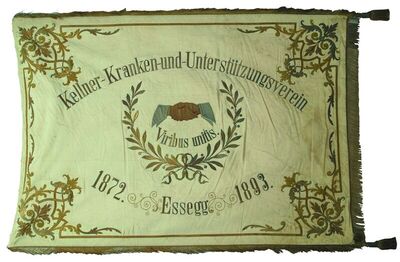 Kellner-Kranken-und-Unterstützungsverein
Viribus unitis.
1872. Essegg 1893.